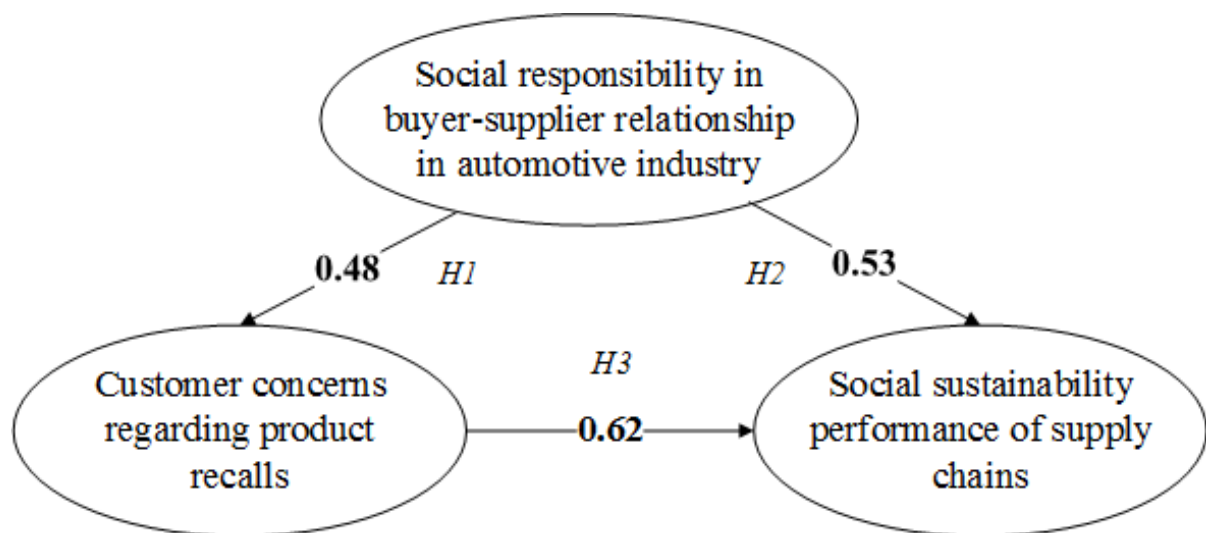 Social responsibility in
buyer-supplier relationship
in automotive industry
0.48
H1
H2
0.53
H3
0.62
Customer concerns
regarding product
recalls
Social sustainability
performance of supply
chains